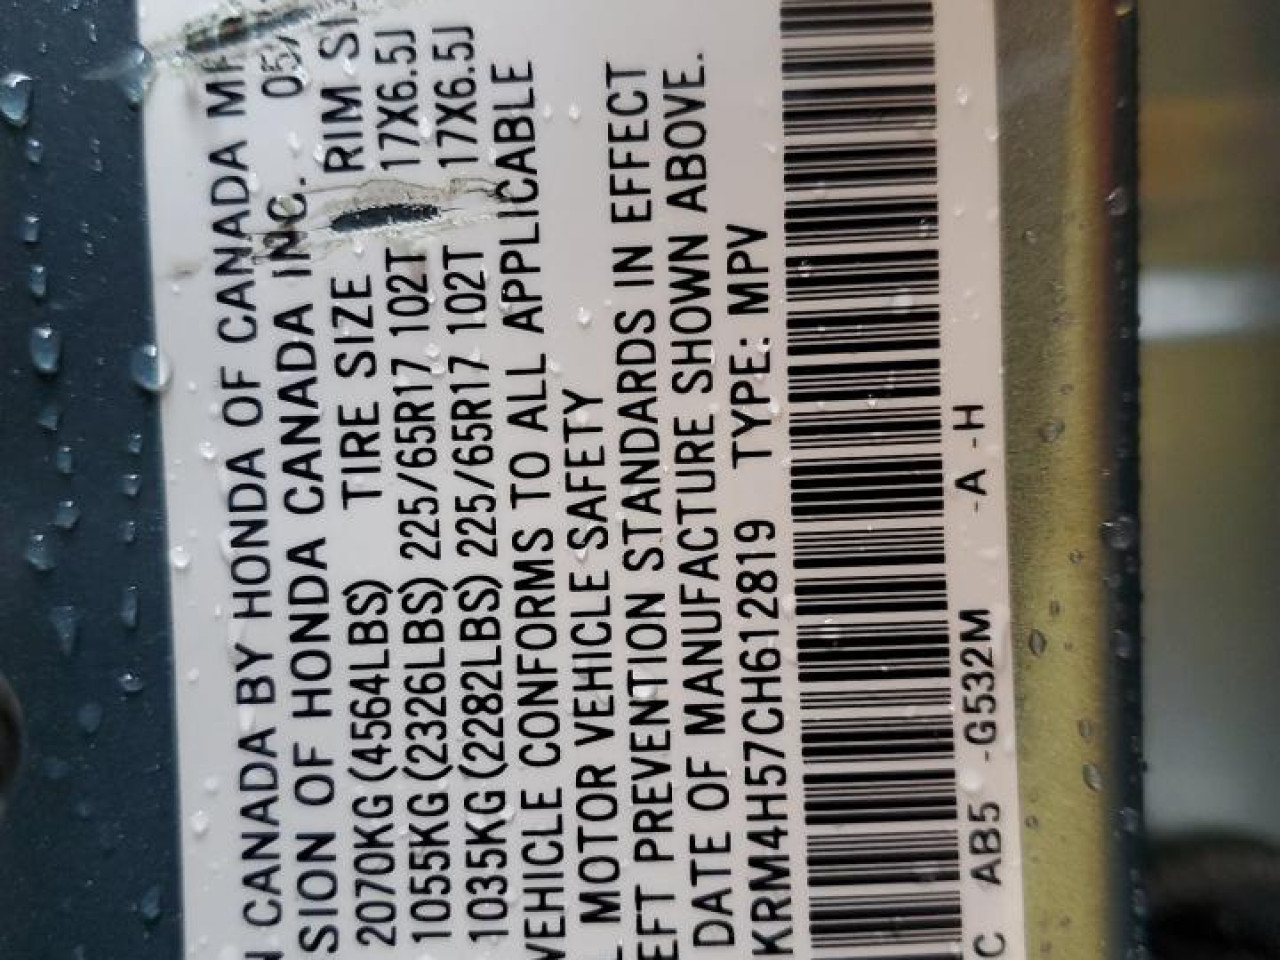 N CANADA BY HONDA OF CANADA MF
SION OF HONDA CANADA INC. 05/
2070KG(4564LBS) TIRE SIZE RIM SI
1055KG(2326LBS) 225/65R17 102T 17X6.5J
1035KG(2282LBS) 225/65R17 102T 17X6.5J
VEHICLE CONFORMS TO ALL APPLICABLE
MOTOR VEHICLE SAFETY
EFT PREVENTION STANDARDS IN EFFECT
DATE OF MANUFACTURE SHOWN ABOVE.
KRM4H57CH612819 TYPE: MPV
C AB5 -G532M -A -H